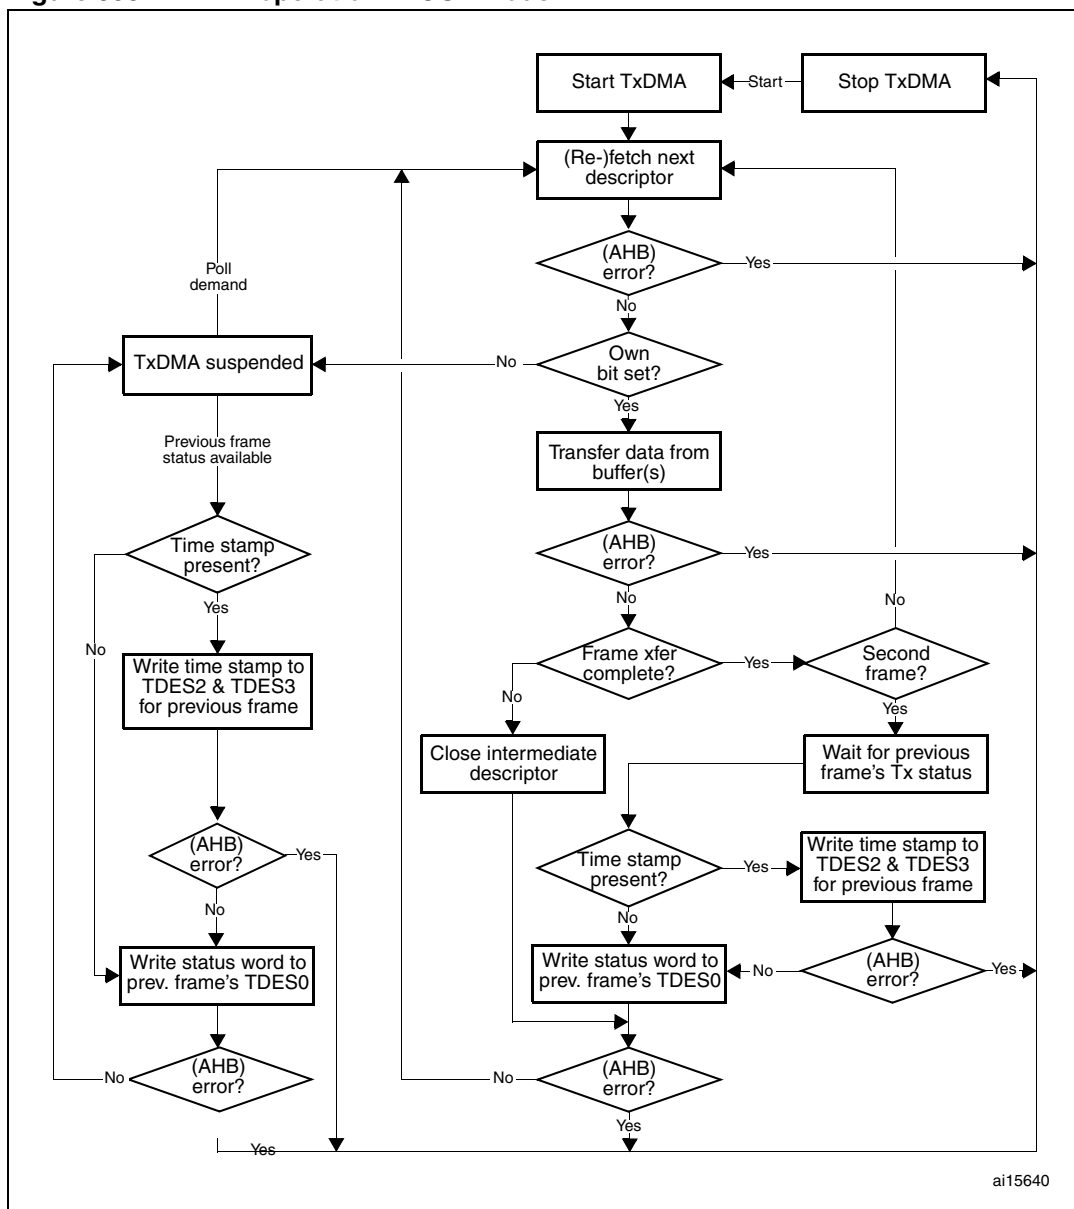 Start TxDMA
Start
Stop TxDMA
(Re-)fetch next
descriptor
(AHB)
error?
Yes
No
Poll
demand
TxDMA suspended
No
Own
bit set?
Yes
Previous frame
status available
Transfer data from
buffer(s)
Time stamp
present?
(AHB)
error?
Yes
Yes
No
No
No
Write time stamp to
TDES2 & TDES3
for previous frame
Frame xfer
complete?
Yes
Second
frame?
No
Yes
Close intermediate
descriptor
Wait for previous
frame's Tx status
(AHB)
error?
Yes
No
Time stamp
present?
Yes
Write time stamp to
TDES2 & TDES3
for previous frame
No
Write status word to
prev. frame's TDES0
Write status word to
prev. frame's TDES0
No
(AHB)
error?
Yes
No
(AHB)
error?
No
(AHB)
error?
Yes
Yes
ai15640